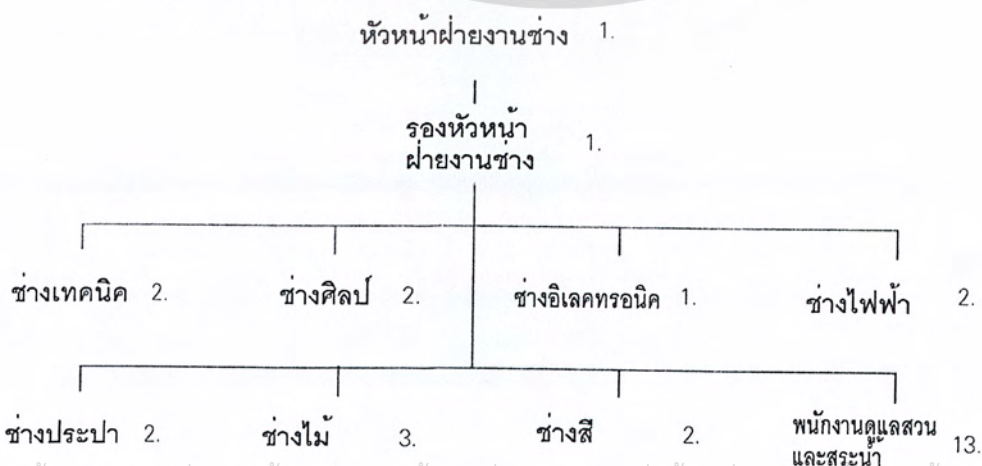 หัวหน้าฝ่ายงานช่าง 1.
รองหัวหน้า
ฝ่ายงานช่าง 1.
ช่างเทคนิค 2. ช่างศิลป์ 2. ช่างอิเลคทรอนิค 1. ช่างไฟฟ้า 2.
ช่างประปา 2. ช่างไม้ 3. ช่างสี 2. พนักงานดูแลสวน
และสระน้ำ 13.